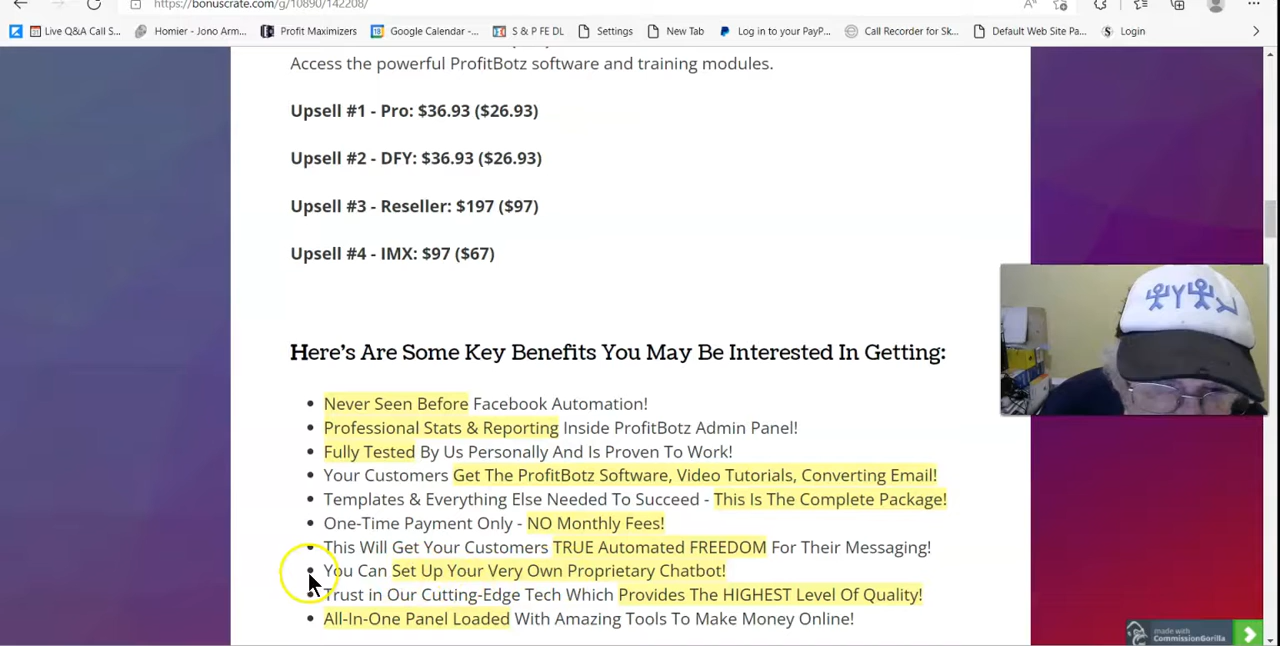 https://bonuscrate.com/g/10890/142208/
Live Q&A Call S... Homier - Jono Arm... Profit Maximizers Google Calendar -... S & P FE DL Settings New Tab Log in to your PayP... Call Recorder for Sk... Default Web Site Pa... Login
Access the powerful ProfitBotz software and training modules.
Upsell #1 - Pro: $36.93 ($26.93)
Upsell #2 - DFY: $36.93 ($26.93)
Upsell #3 - Reseller: $197 ($97)
Upsell #4 - IMX: $97 ($67)
Here's Are Some Key Benefits You May Be Interested In Getting:
Never Seen Before Facebook Automation!
Professional Stats & Reporting Inside ProfitBotz Admin Panel!
Fully Tested By Us Personally And Is Proven To Work!
Your Customers Get The ProfitBotz Software, Video Tutorials, Converting Email!
Templates & Everything Else Needed To Succeed - This Is The Complete Package!
One-Time Payment Only - NO Monthly Fees!
This Will Get Your Customers TRUE Automated FREEDOM For Their Messaging!
You Can Set Up Your Very Own Proprietary Chatbot!
Trust in Our Cutting-Edge Tech Which Provides The HIGHEST Level Of Quality!
All-In-One Panel Loaded With Amazing Tools To Make Money Online!
made with
CommissionGorilla